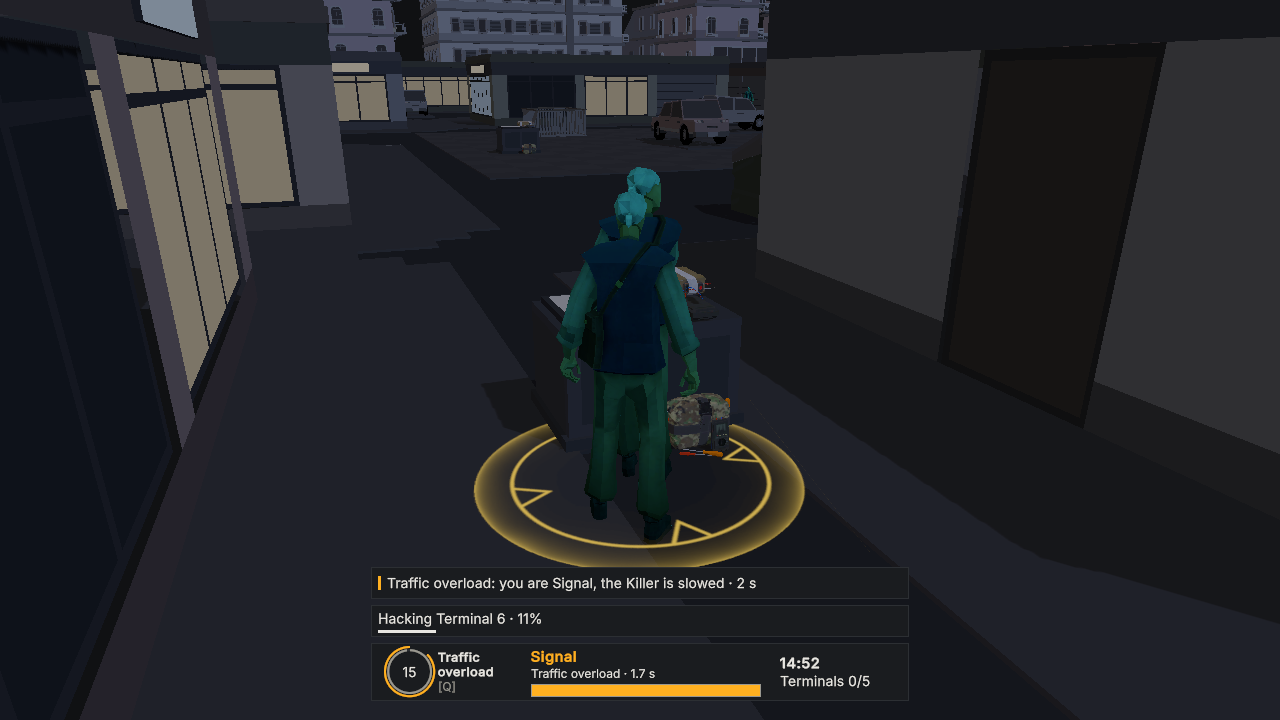 Traffic overload: you are Signal, the Killer is slowed · 2 s
Hacking Terminal 6 · 11%
15
Traffic
overload
[Q]
Signal
Traffic overload · 1.7 s
14:52
Terminals 0/5